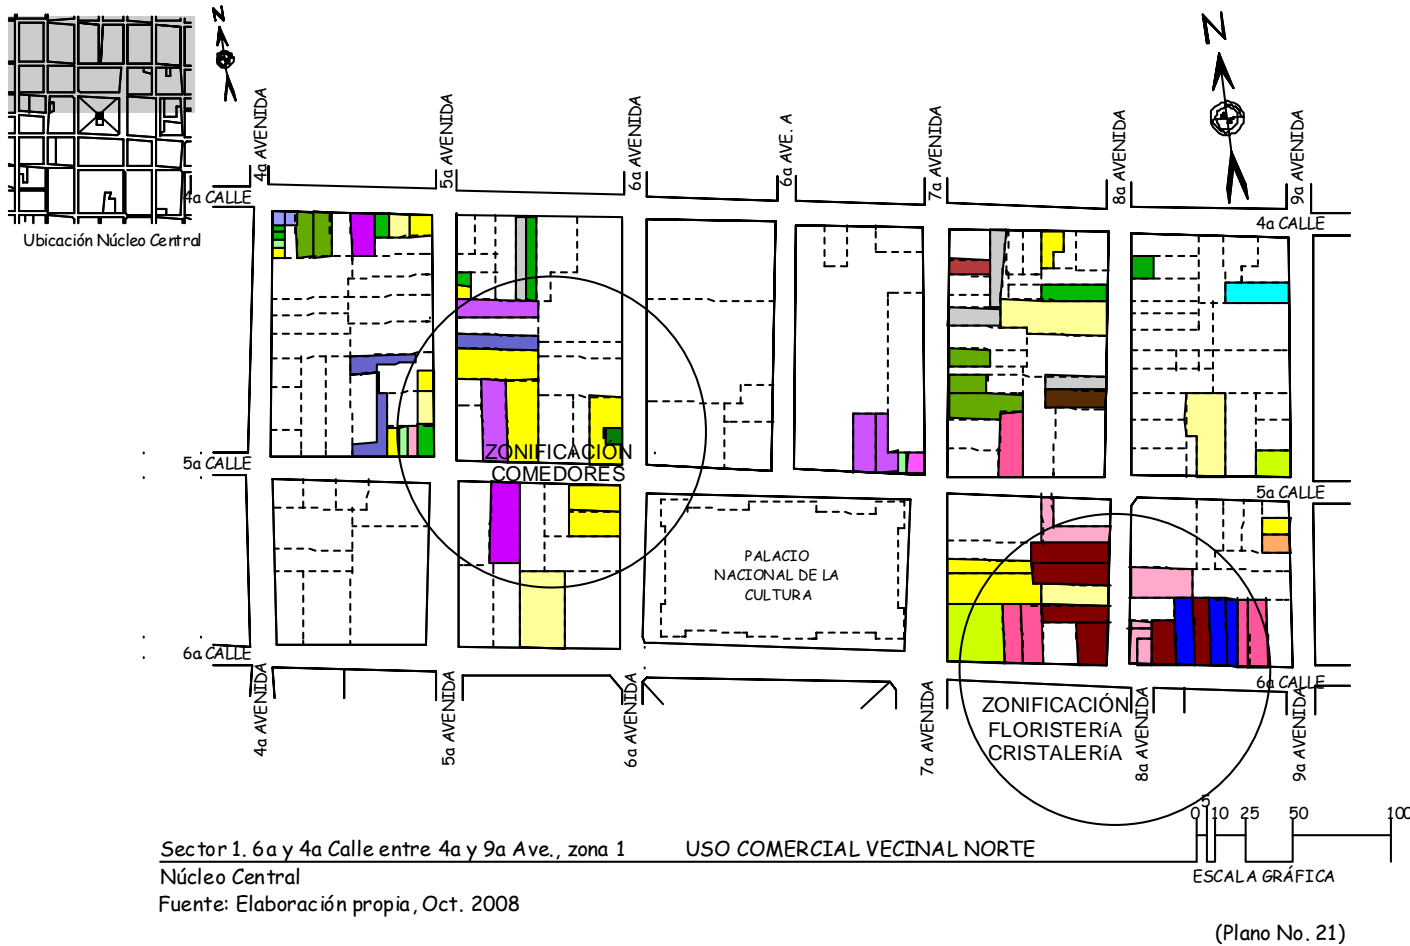 N
N
4a AVENIDA
5a AVENIDA
6a AVENIDA
6a AVE. A
7a AVENIDA
8a AVENIDA
9a AVENIDA
4a CALLE
4a CALLE
Ubicación Núcleo Central
ZONIFICACIÓN
COMEDORES
5a CALLE
5a CALLE
PALACIO
NACIONAL DE LA
CULTURA
6a CALLE
6a CALLE
4a AVENIDA
5a AVENIDA
6a AVENIDA
7a AVENIDA
8a AVENIDA
9a AVENIDA
ZONIFICACIÓN
FLORISTERíA
CRISTALERíA
0 5 10 25 50 100
ESCALA GRÁFICA
Sector 1. 6a y 4a Calle entre 4a y 9a Ave., zona 1 USO COMERCIAL VECINAL NORTE
Núcleo Central
Fuente: Elaboración propia, Oct. 2008
(Plano No. 21)